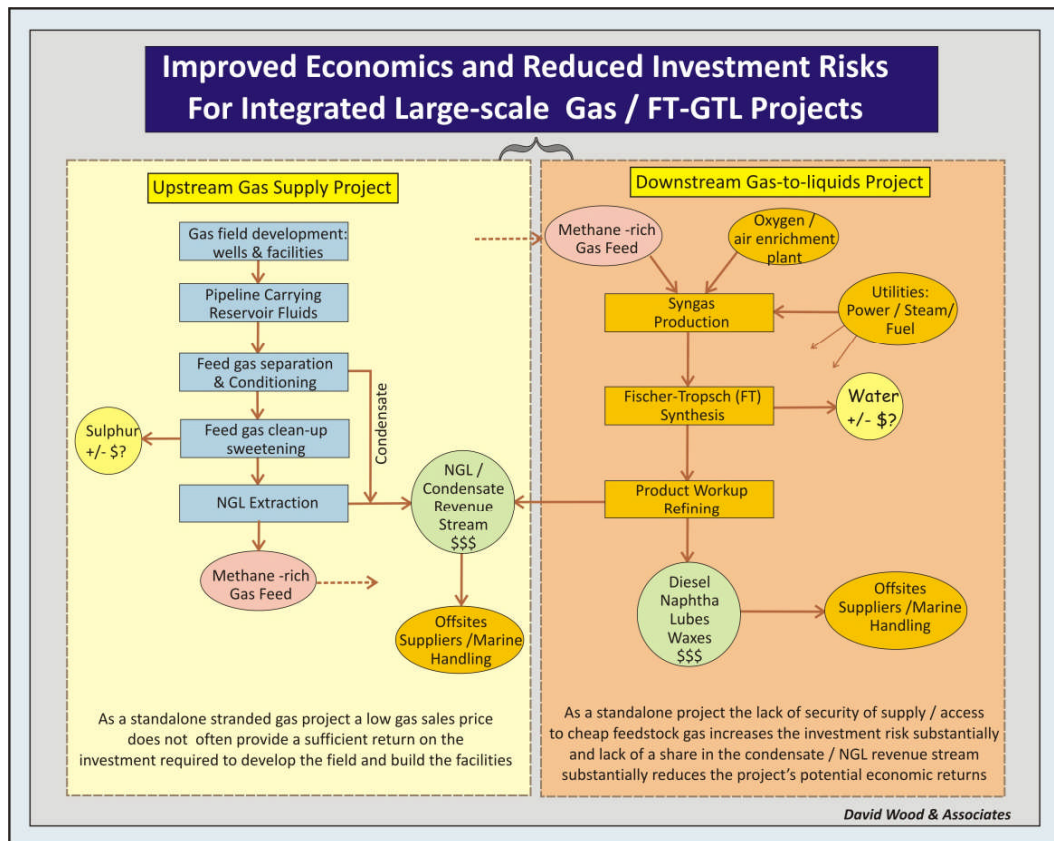 Improved Economics and Reduced Investment Risks
For Integrated Large-scale Gas / FT-GTL Projects
Upstream Gas Supply Project
Gas field development:
wells & facilities
Pipeline Carrying
Reservoir Fluids
Feed gas separation
& Conditioning
Condensate
Feed gas clean-up
sweetening
Sulphur
+/- $?
NGL Extraction
NGL /
Condensate
Revenue
Stream
$$$
Methane -rich
Gas Feed
Offsites
Suppliers /Marine
Handling
As a standalone stranded gas project a low gas sales price
does not often provide a sufficient return on the
investment required to develop the field and build the facilities
Downstream Gas-to-liquids Project
Methane -rich
Gas Feed
Oxygen /
air enrichment
plant
Syngas
Production
Utilities:
Power / Steam/
Fuel
Fischer-Tropsch (FT)
Synthesis
Water
+/- $?
Product Workup
Refining
Diesel
Naphtha
Lubes
Waxes
$$$
Offsites
Suppliers /Marine
Handling
As a standalone project the lack of security of supply / access
to cheap feedstock gas increases the investment risk substantially
and lack of a share in the condensate / NGL revenue stream
substantially reduces the project's potential economic returns
David Wood & Associates